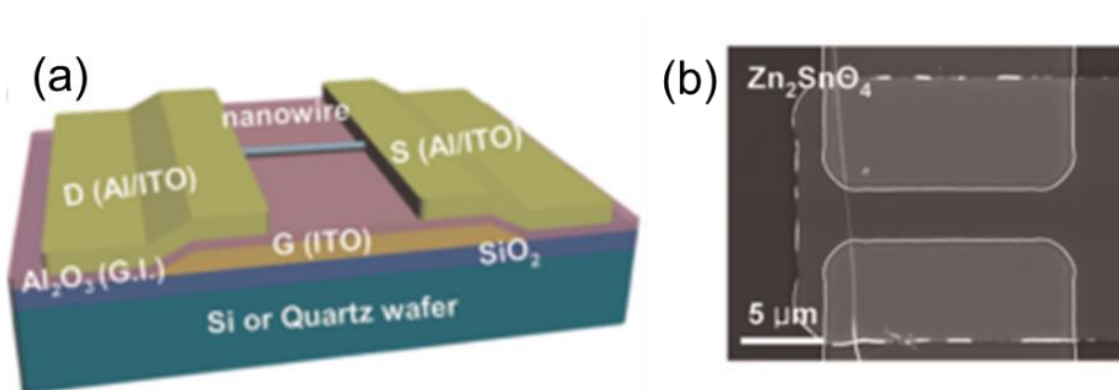 (a)
nanowire
S (Al/ITO)
D (Al/ITO)
G (ITO)
SiO₂
Al₂O₃ (G.I.)
Si or Quartz wafer
(b)
Zn₂SnO₄
5 μm